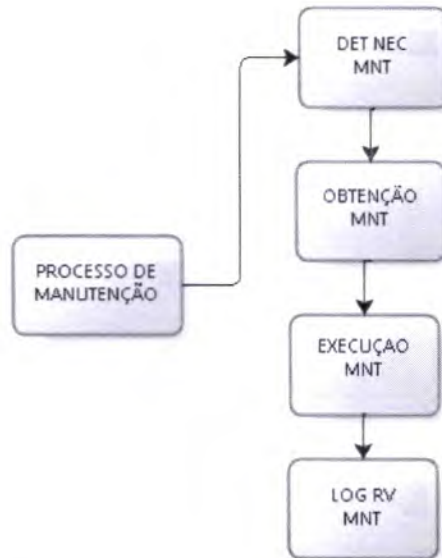 DET NEC
MNT
OBTENÇÃO
MNT
PROCESSO DE
MANUTENÇÃO
EXECUÇAO
MNT
LOG RV
MNT